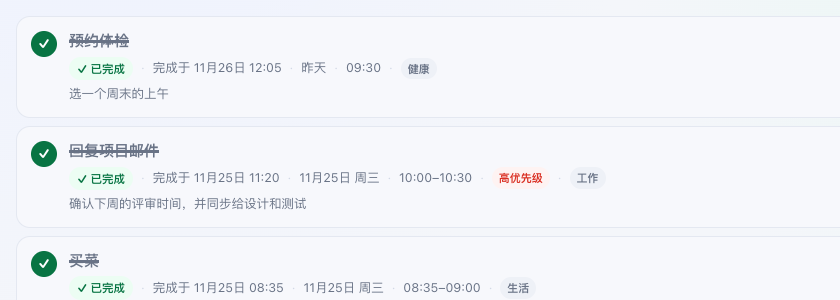 预约体检
已完成 · 完成于 11月26日 12:05 · 昨天 · 09:30 · 健康
选一个周末的上午
回复项目邮件
已完成 · 完成于 11月25日 11:20 · 11月25日 周三 · 10:00–10:30 · 高优先级 · 工作
确认下周的评审时间，并同步给设计和测试
买菜
已完成 · 完成于 11月25日 08:35 · 11月25日 周三 · 08:35–09:00 · 生活